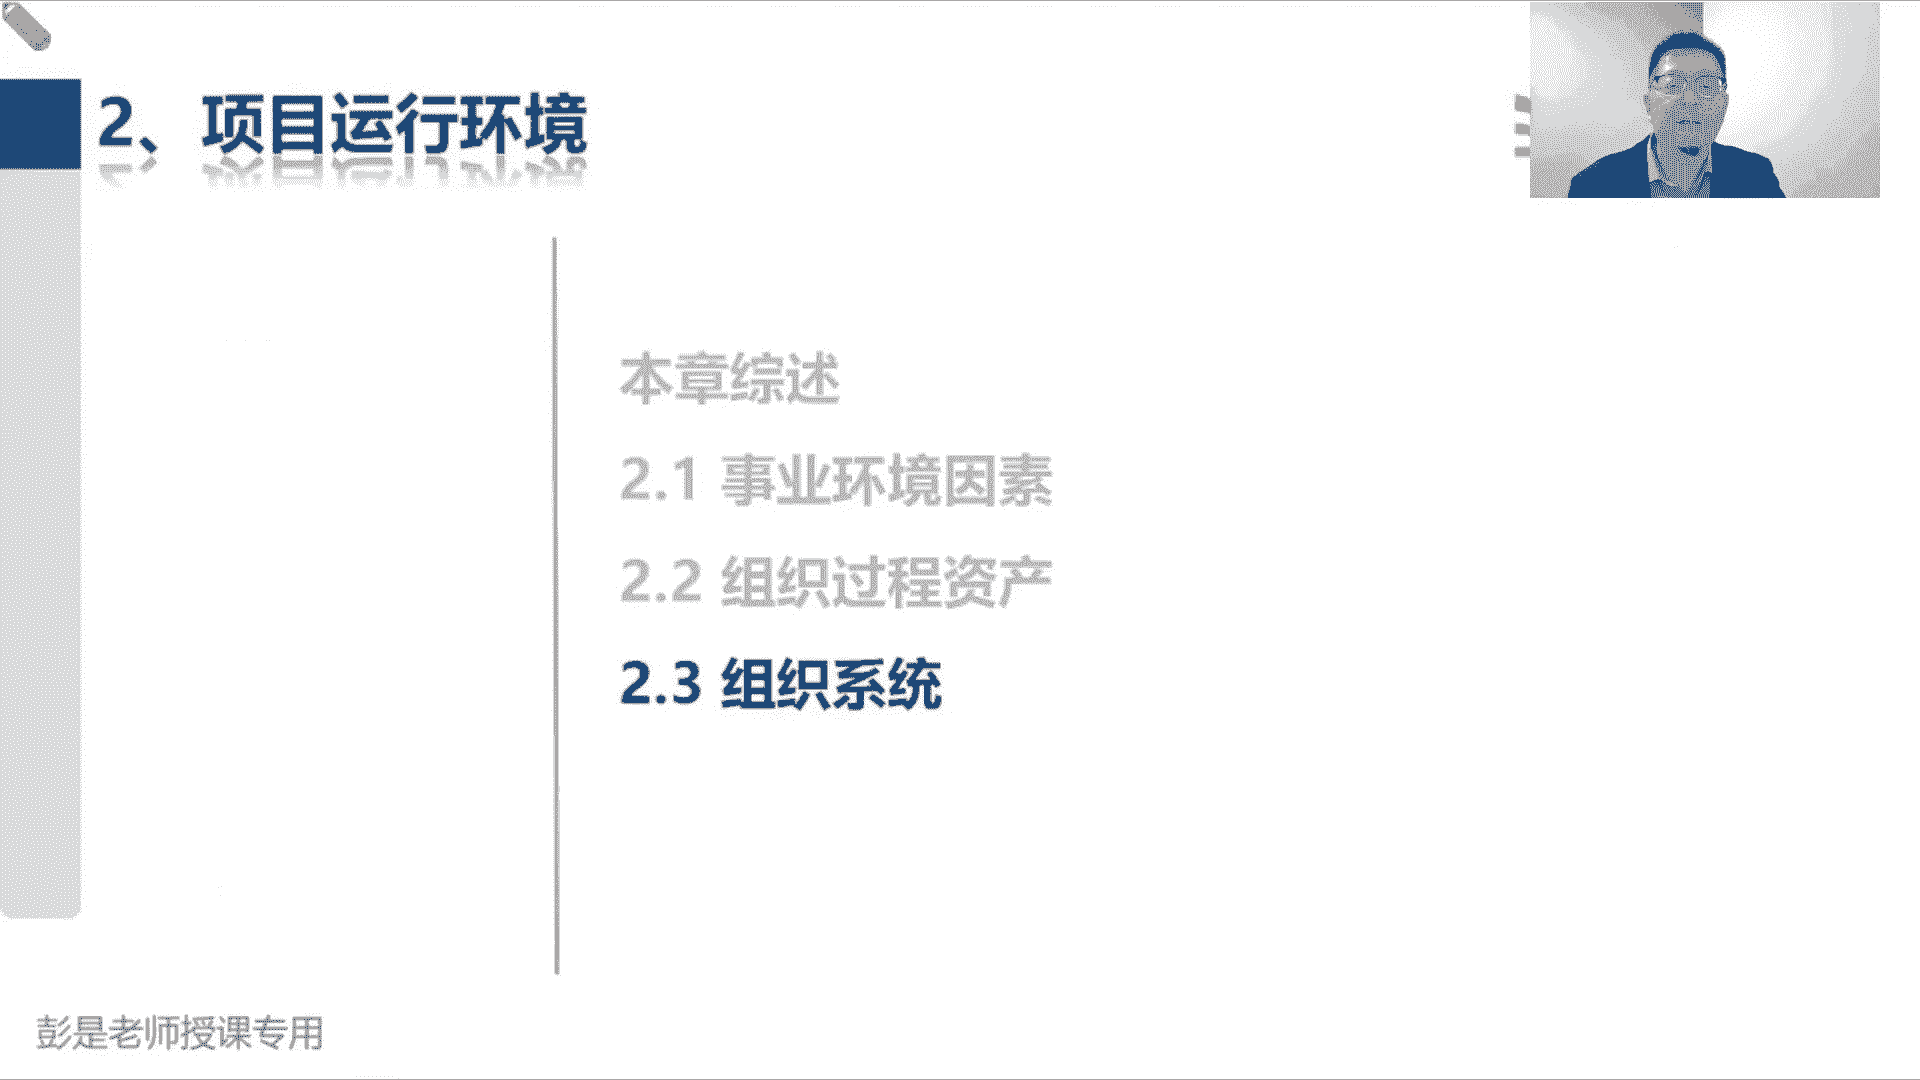 2、项目运行环境
本章综述
2.1 事业环境因素
2.2 组织过程资产
2.3 组织系统
彭是老师授课专用